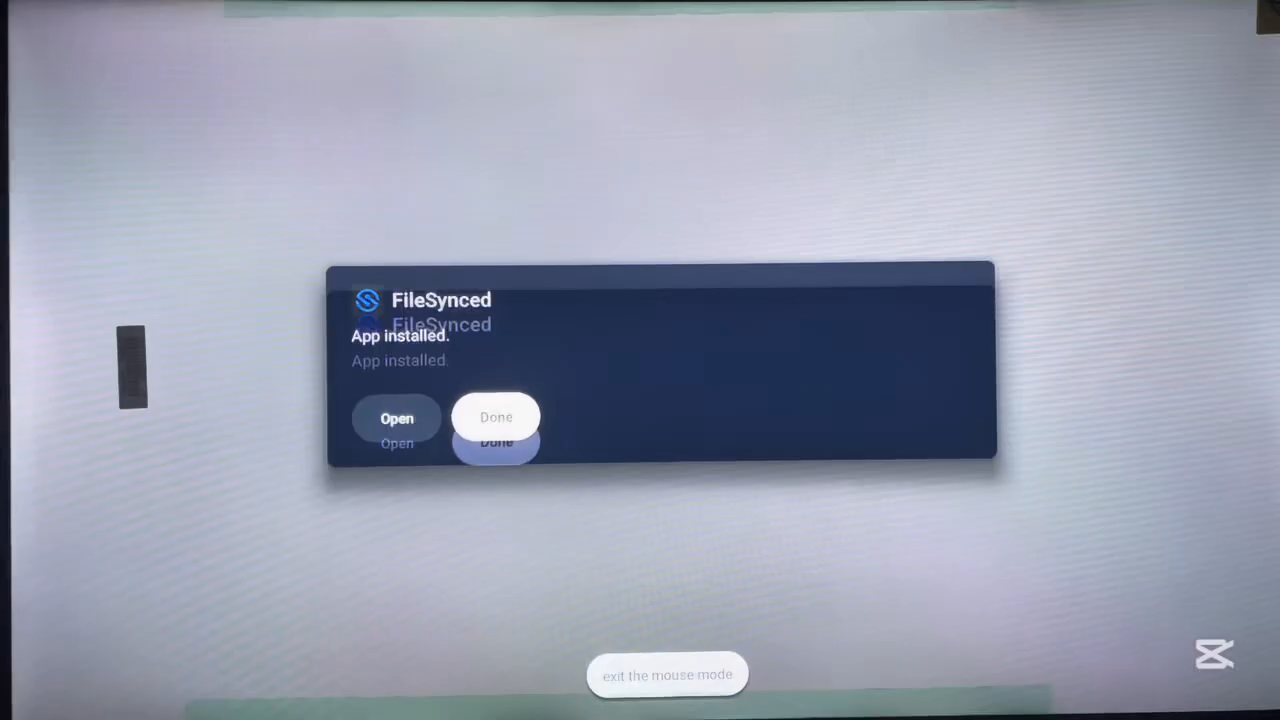 FileSynced
FileSynced
App installed.
App installed.
Open
Done
Open
Done
exit the mouse mode